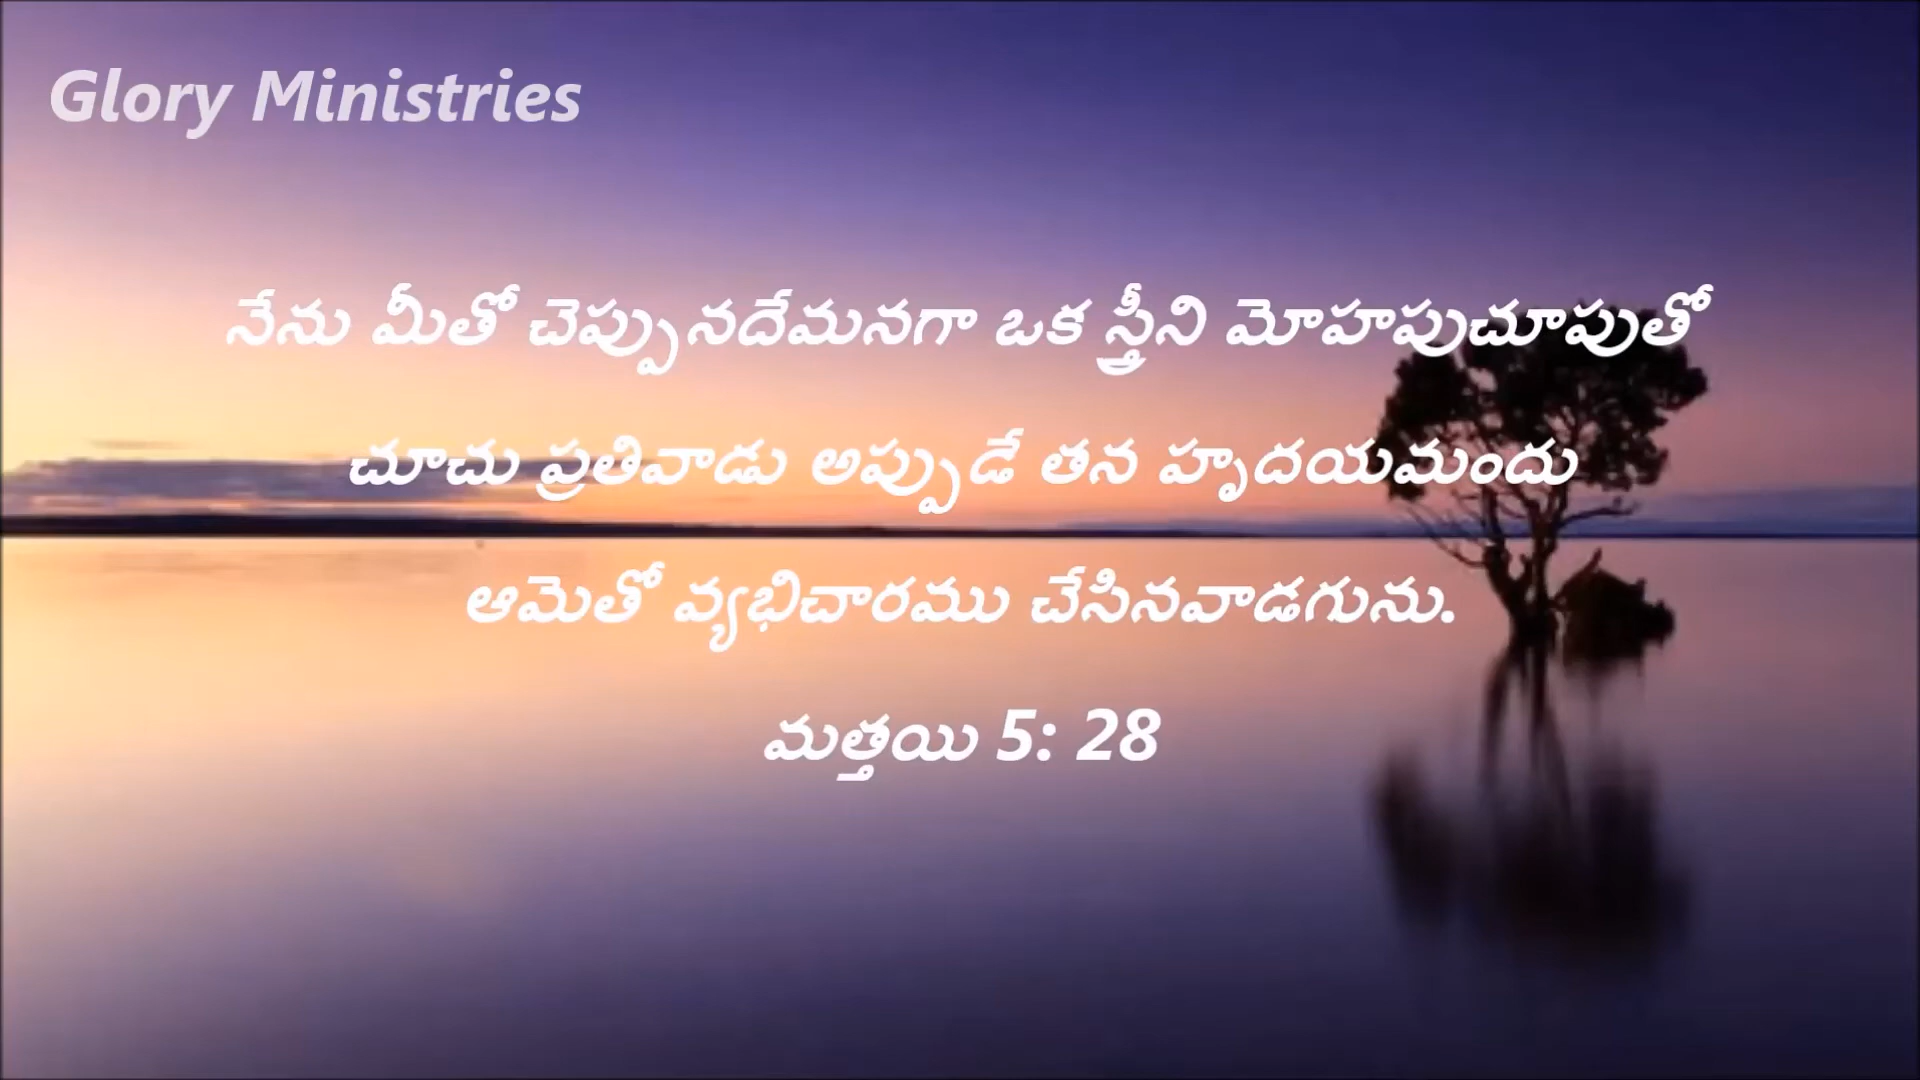 Glory Ministries
నేను మీతో చెప్పునదేమనగా ఒక స్త్రీని మోహపుచూపుతో
చూచు ప్రతివాడు అప్పుడే తన హృదయమందు
ఆమెతో వ్యభిచారము చేసినవాడగును.
మత్తయి 5: 28